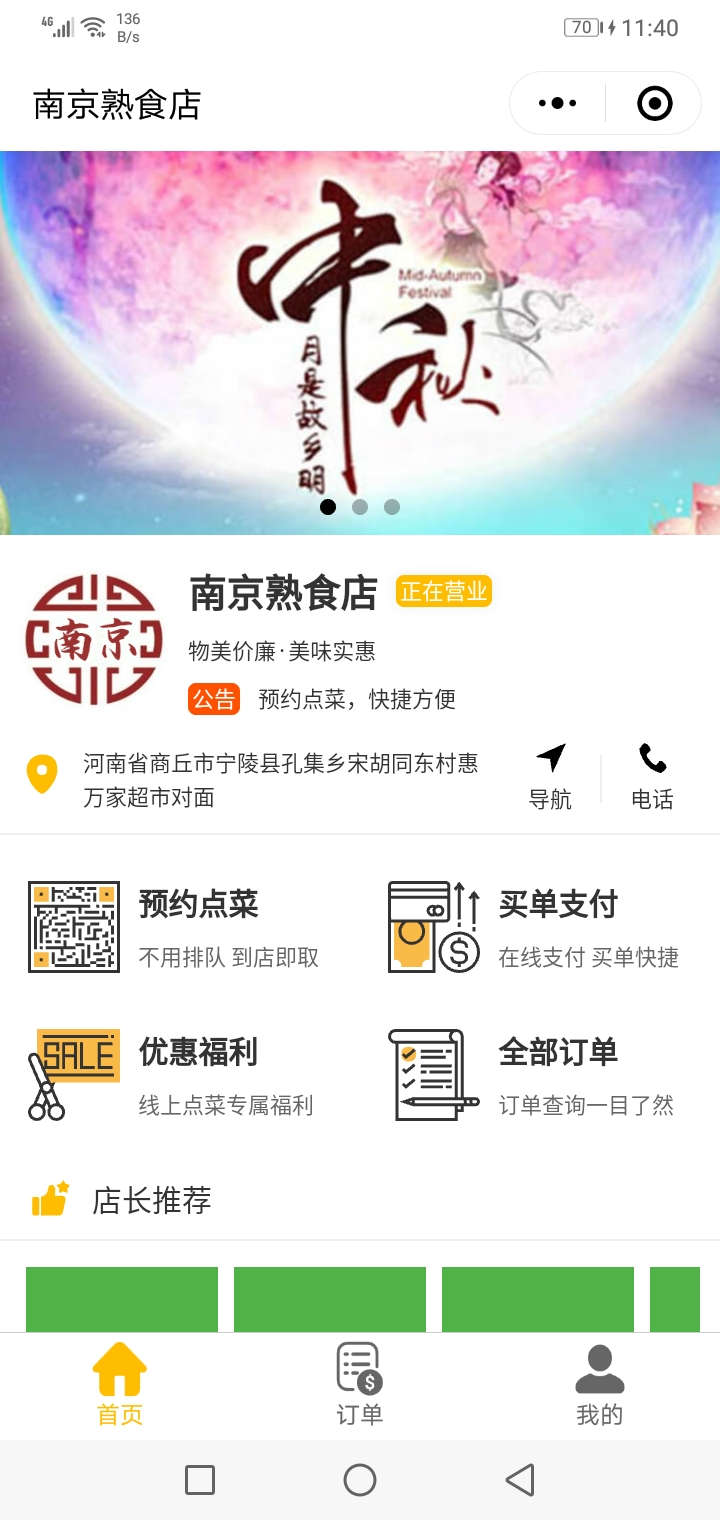 4G
136
B/s
70
11:40
南京熟食店
中秋
Mid-Autumn
Festival
月是故乡明
南京
南京熟食店 正在营业
物美价廉·美味实惠
公告 预约点菜，快捷方便
河南省商丘市宁陵县孔集乡宋胡同东村惠
万家超市对面
导航
电话
预约点菜
不用排队 到店即取
买单支付
在线支付 买单快捷
SALE
优惠福利
线上点菜专属福利
全部订单
订单查询一目了然
店长推荐
首页
订单
我的